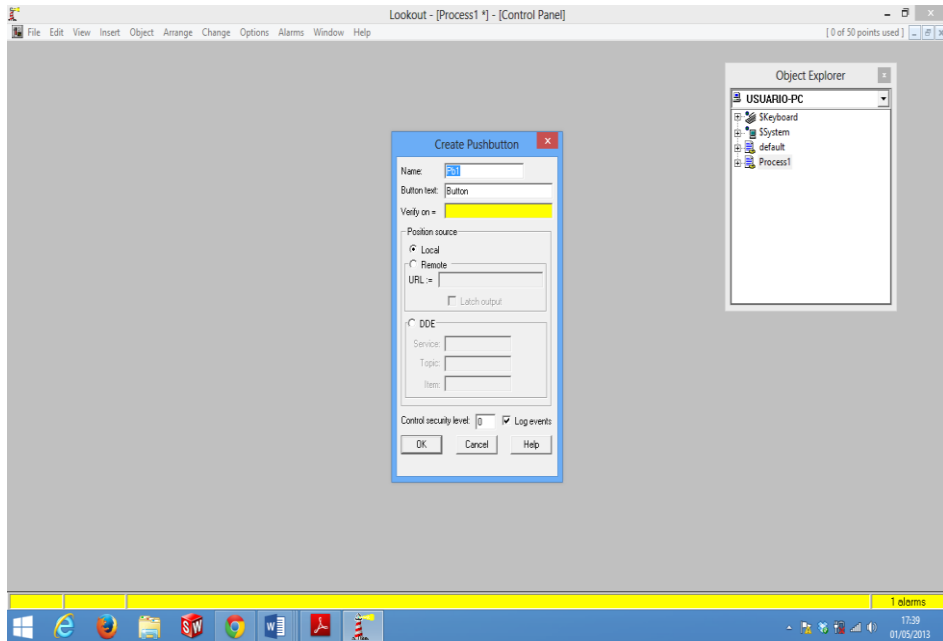 Lookout - [Process1 *] - [Control Panel]
File Edit View Insert Object Arrange Change Options Alarms Window Help [ 0 of 50 points used ]
Object Explorer
USUARIO-PC
$Keyboard
$System
default
Process1
Create Pushbutton
Name: Pb1
Button text: Button
Verify on =
Position source
Local
Remote
URL :=
Latch output
DDE
Service:
Topic:
Item:
Control security level: 0 Log events
OK Cancel Help
1 alarms
17:39
01/05/2013